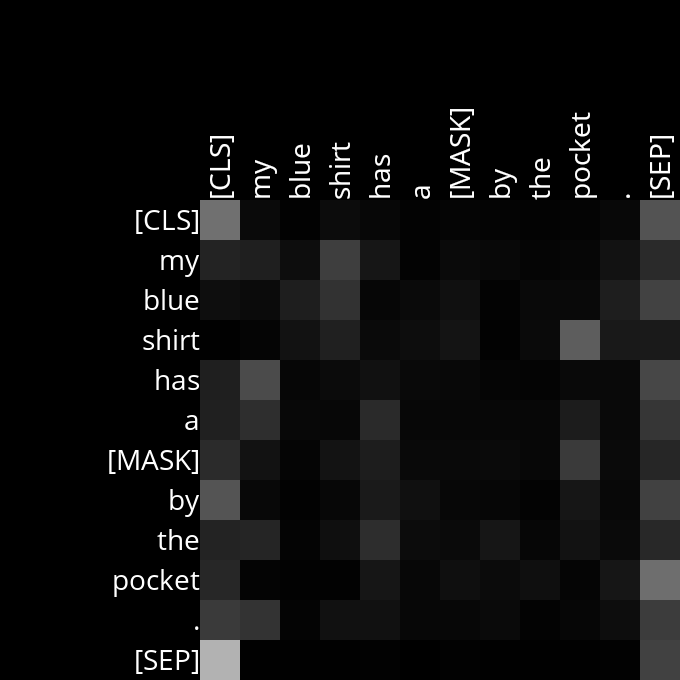 [CLS] my blue shirt has a [MASK] by the pocket . [SEP]
[CLS]
my
blue
shirt
has
a
[MASK]
by
the
pocket
.
[SEP]